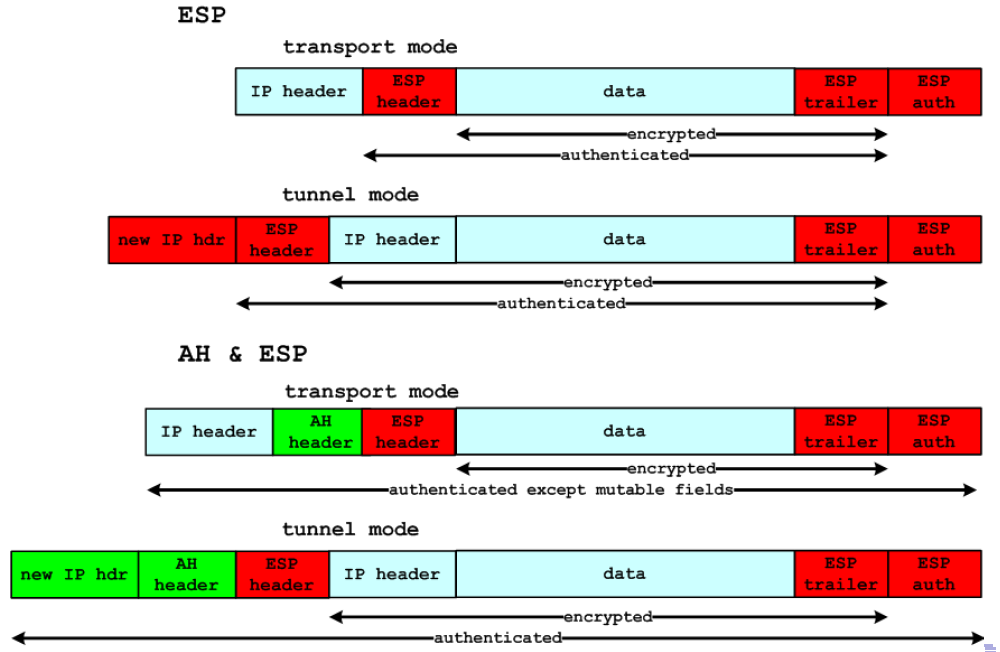 ESP
transport mode
IP header ESP header data ESP trailer ESP auth
encrypted
authenticated
tunnel mode
new IP hdr ESP header IP header data ESP trailer ESP auth
encrypted
authenticated
AH & ESP
transport mode
IP header AH header ESP header data ESP trailer ESP auth
encrypted
authenticated except mutable fields
tunnel mode
new IP hdr AH header ESP header IP header data ESP trailer ESP auth
encrypted
authenticated